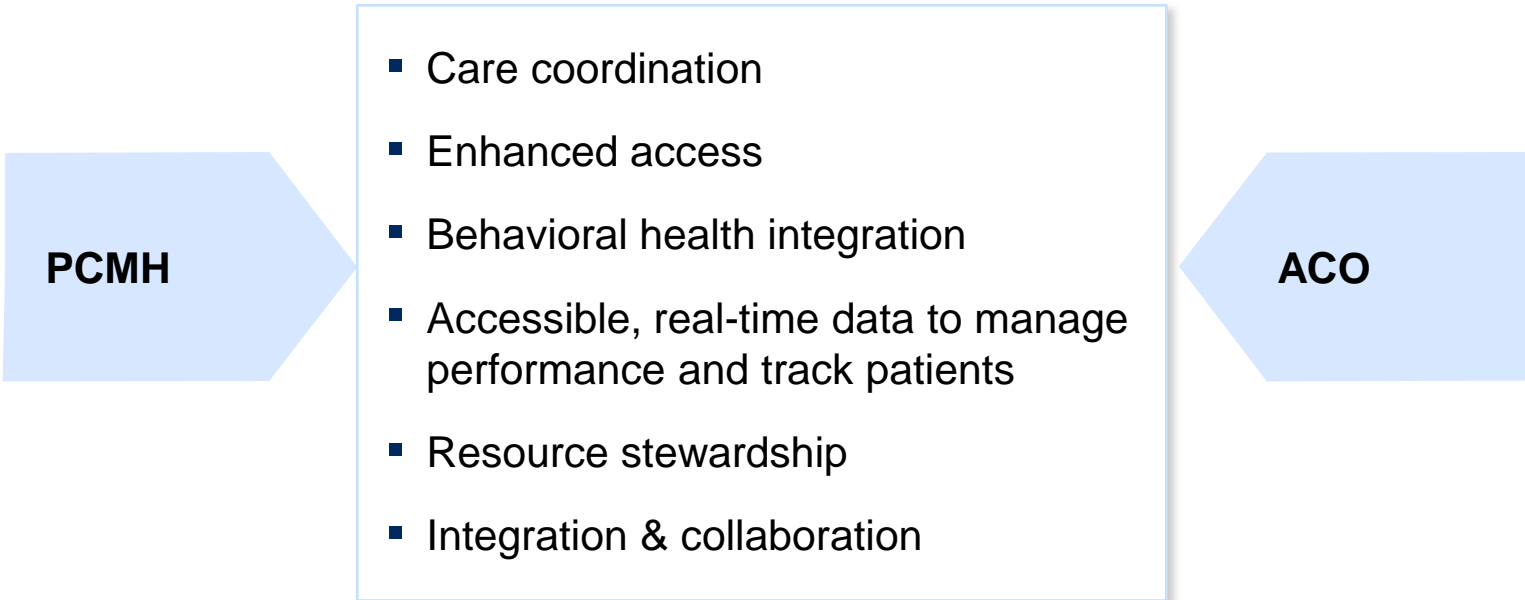 PCMH
▪ Care coordination
▪ Enhanced access
▪ Behavioral health integration
▪ Accessible, real-time data to manage
performance and track patients
▪ Resource stewardship
▪ Integration & collaboration
ACO